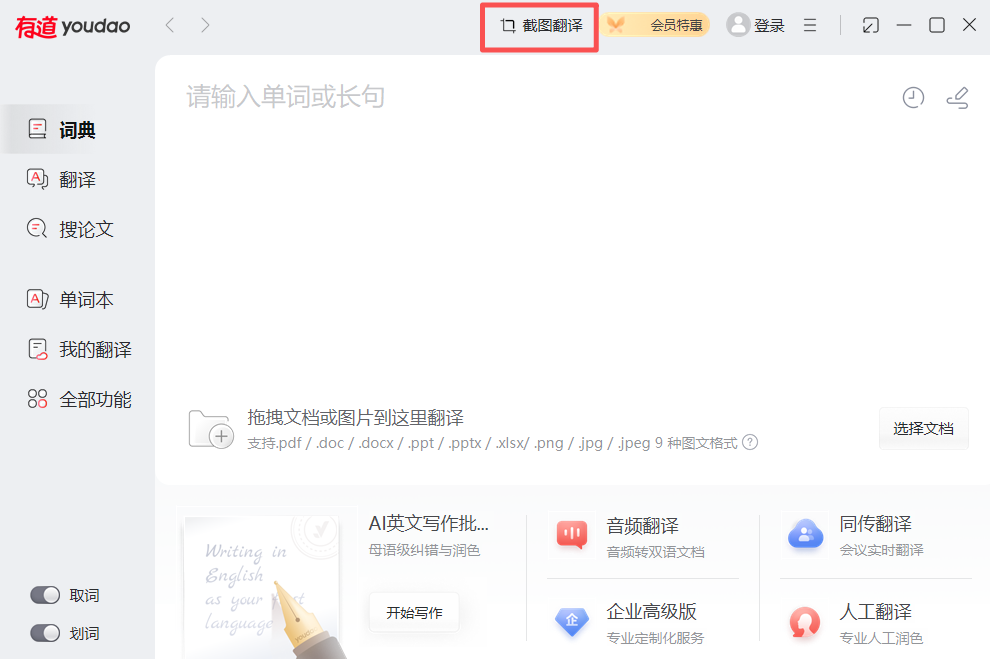 有道 youdao
截图翻译
会员特惠
登录
请输入单词或长句
词典
翻译
搜论文
单词本
我的翻译
全部功能
取词
划词
拖拽文档或图片到这里翻译
支持.pdf / .doc / .docx / .ppt / .pptx / .xlsx/ .png / .jpg / .jpeg 9 种图文格式
选择文档
Writing in
English
as your
language
AI英文写作批...
母语级纠错与润色
开始写作
音频翻译
音频转双语文档
同传翻译
会议实时翻译
企
企业高级版
专业定制化服务
人工翻译
专业人工润色